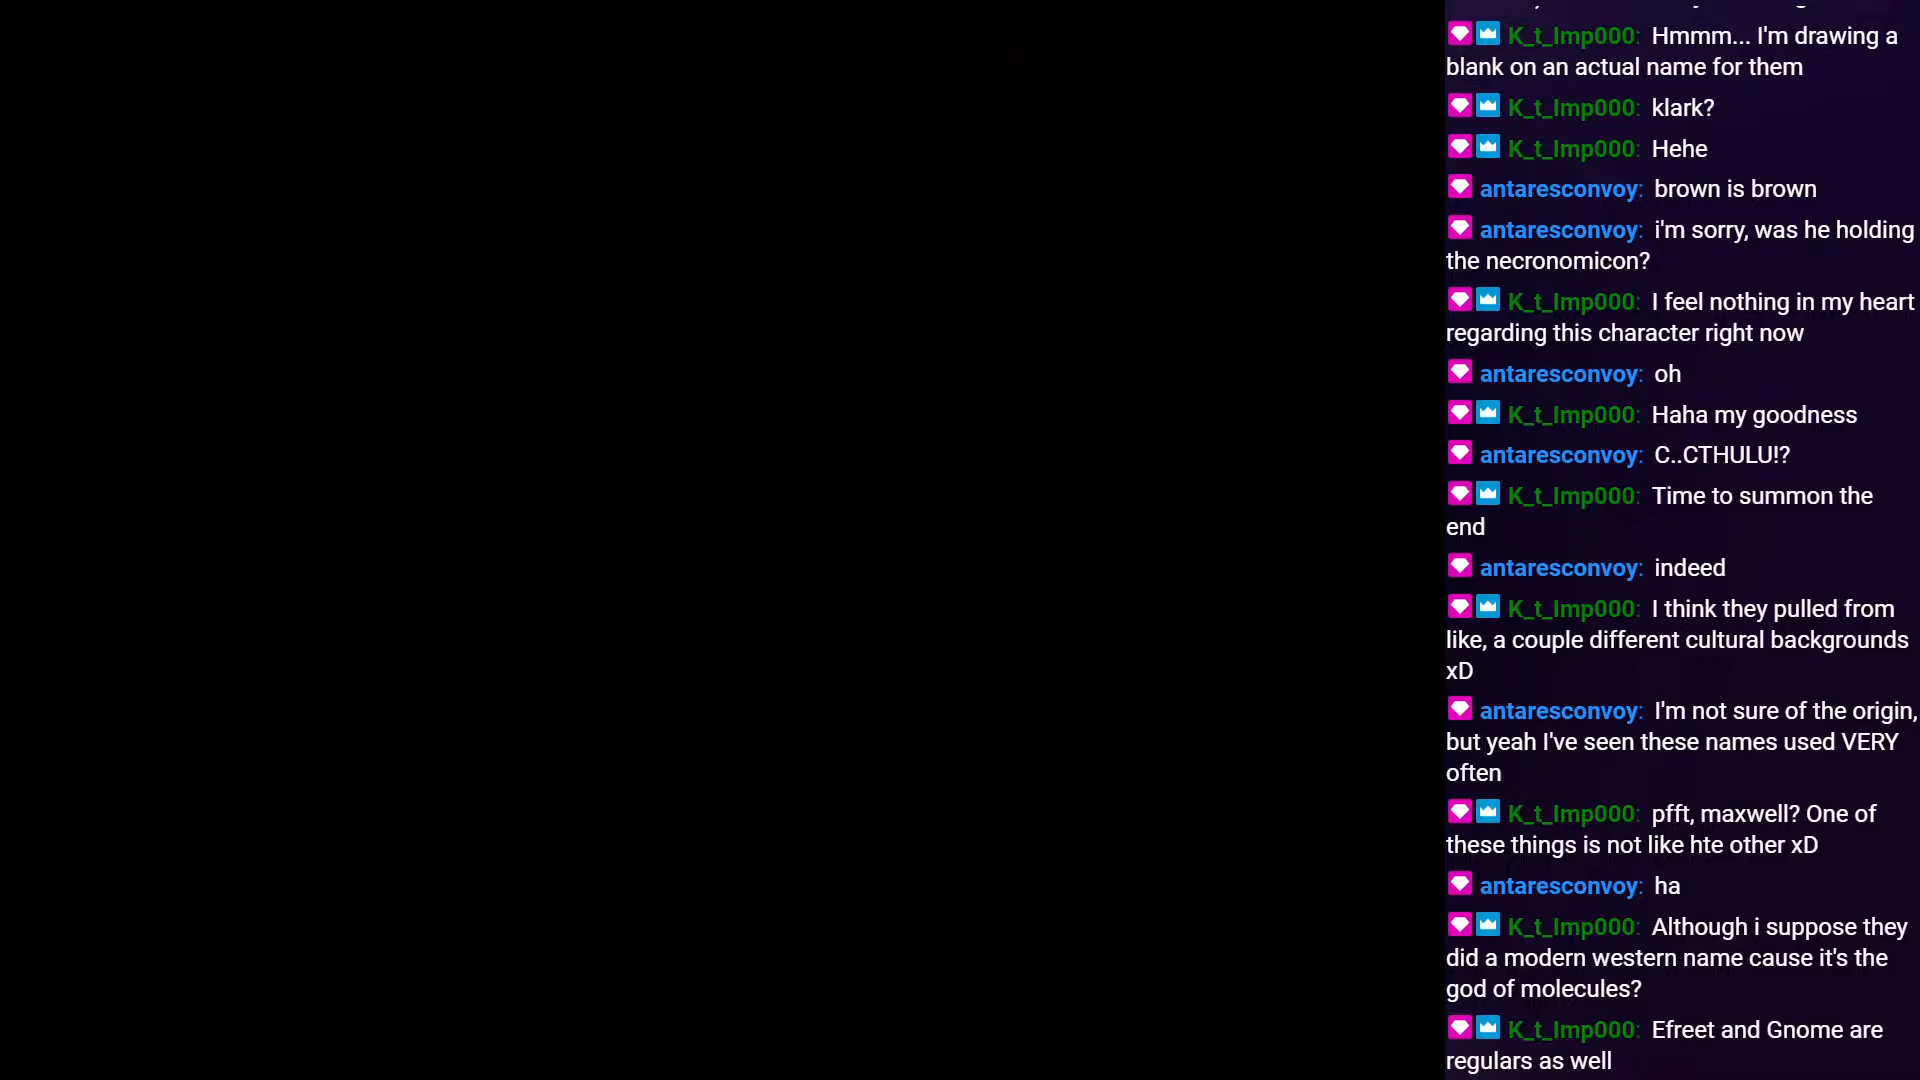 K_t_Imp000: Hmmm... I'm drawing a
blank on an actual name for them
K_t_Imp000: klark?
K_t_Imp000: Hehe
antaresconvoy: brown is brown
antaresconvoy: i'm sorry, was he holding
the necronomicon?
K_t_Imp000: I feel nothing in my heart
regarding this character right now
antaresconvoy: oh
K_t_Imp000: Haha my goodness
antaresconvoy: C..CTHULU!?
K_t_Imp000: Time to summon the
end
antaresconvoy: indeed
K_t_Imp000: I think they pulled from
like, a couple different cultural backgrounds
xD
antaresconvoy: I'm not sure of the origin,
but yeah I've seen these names used VERY
often
K_t_Imp000: pfft, maxwell? One of
these things is not like hte other xD
antaresconvoy: ha
K_t_Imp000: Although i suppose they
did a modern western name cause it's the
god of molecules?
K_t_Imp000: Efreet and Gnome are
regulars as well